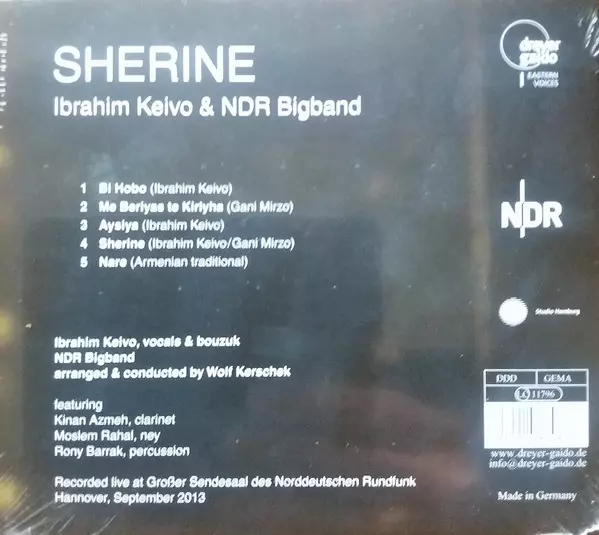 SHERINE
Ibrahim Keivo & NDR Bigband
1 Bi Hobo (Ibrahim Keivo)
2 Me Beriyas te Kiriyha (Gani Mirzo)
3 Aysiya (Ibrahim Keivo)
4 Sherine (Ibrahim Keivo/Gani Mirzo)
5 Nare (Armenian traditional)
Ibrahim Keivo, vocals & bouzuk
NDR Bigband
arranged & conducted by Wolf Kerschek
featuring
Kinan Azmeh, clarinet
Moslem Rahal, ney
Rony Barrak, percussion
Recorded live at Großer Sendesaal des Norddeutschen Rundfunk
Hannover, September 2013
dreyer
gaido
EASTERN
VOICES
NDR
Studio Hamburg
DDD GEMA
LC 11796
www.dreyer-gaido.de
info@dreyer-gaido.de
Made in Germany